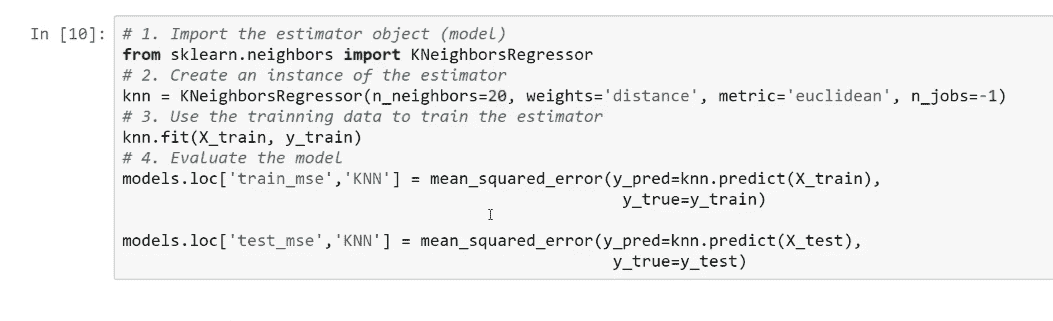 In [10]: # 1. Import the estimator object (model)
from sklearn.neighbors import KNeighborsRegressor
# 2. Create an instance of the estimator
knn = KNeighborsRegressor(n_neighbors=20, weights='distance', metric='euclidean', n_jobs=-1)
# 3. Use the trainning data to train the estimator
knn.fit(X_train, y_train)
# 4. Evaluate the model
models.loc['train_mse','KNN'] = mean_squared_error(y_pred=knn.predict(X_train),
y_true=y_train)
models.loc['test_mse','KNN'] = mean_squared_error(y_pred=knn.predict(X_test),
y_true=y_test)